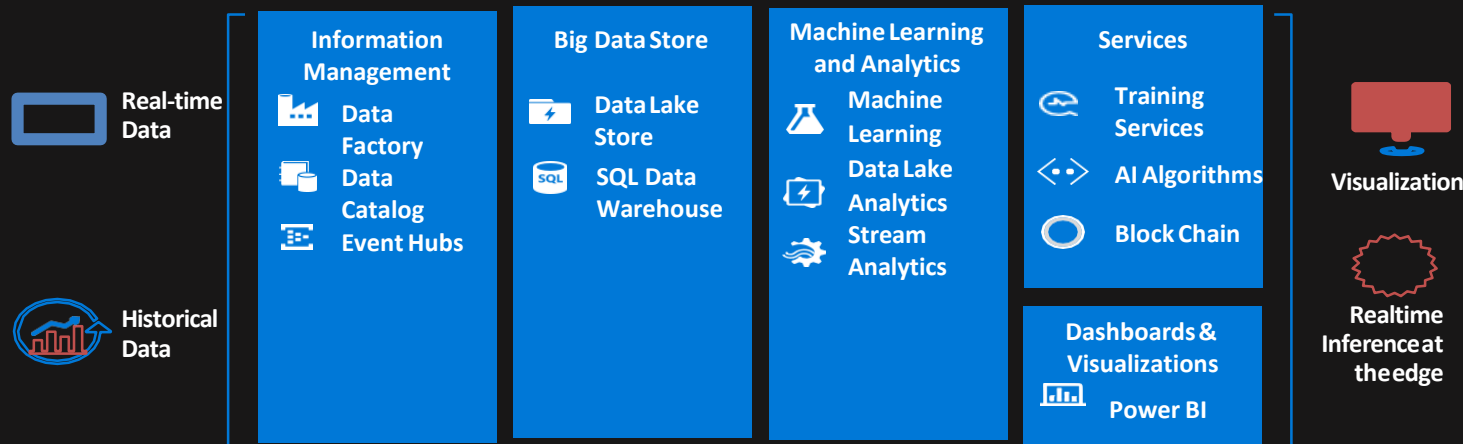 Real-time
Data
Historical
Data
Information
Management
Data
Factory
Data
Catalog
Event Hubs
Big Data Store
Data Lake
Store
SQL
SQL Data
Warehouse
Machine Learning
and Analytics
Machine
Learning
Data Lake
Analytics
Stream
Analytics
Services
Training
Services
AI Algorithms
Block Chain
Dashboards &
Visualizations
Power BI
Visualization
Realtime
Inference at
the edge